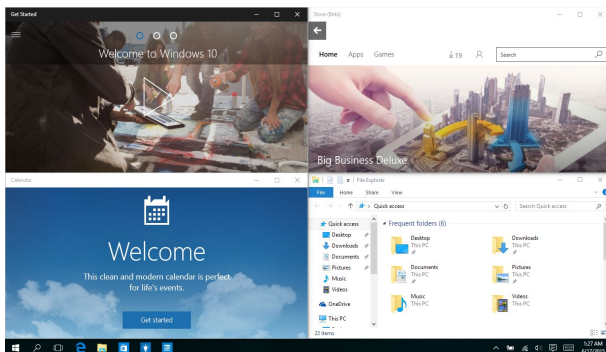 Get Started
Welcome to Windows 10
Store (Beta)
Home Apps Games
19
Search
Big Business Deluxe
Calendar
Welcome
This clean and modern calendar is perfect
for life's events.
Get started
File Explorer
File Home Share View
Quick access
Search Quick access
Quick access
Desktop
Downloads
Documents
Pictures
Music
Videos
OneDrive
This PC
Frequent folders (6)
Desktop
This PC
Downloads
This PC
Documents
This PC
Pictures
This PC
Music
This PC
Videos
This PC
22 items
5:27 AM
6/17/2015